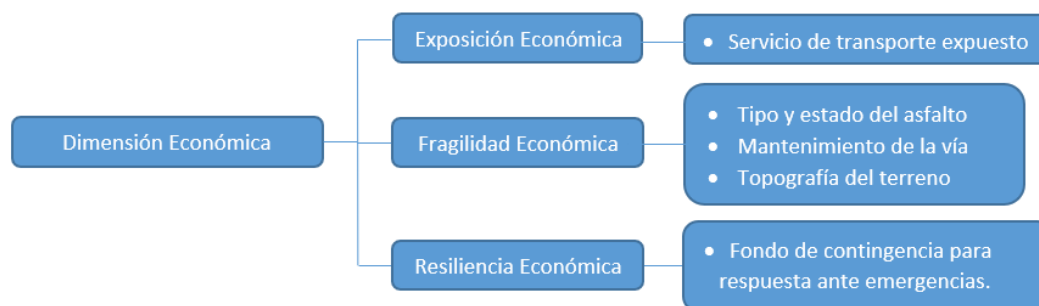 Exposición Económica
• Servicio de transporte expuesto
Dimensión Económica
Fragilidad Económica
• Tipo y estado del asfalto
• Mantenimiento de la vía
• Topografía del terreno
Resiliencia Económica
• Fondo de contingencia para
respuesta ante emergencias.